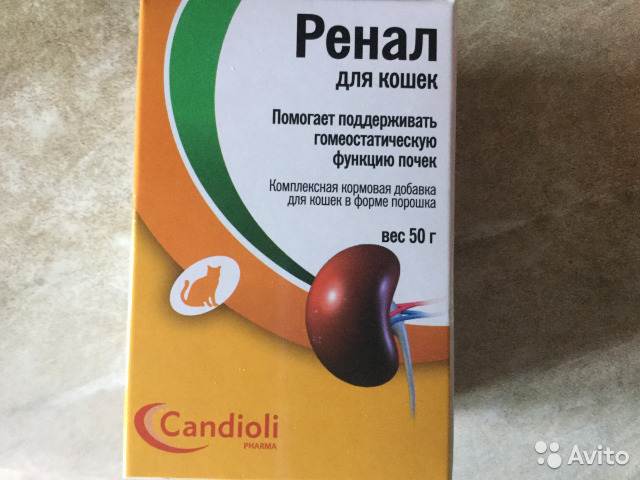 Ренал
для кошек
Помогает поддерживать
гомеостатическую
функцию почек
Комплексная кормовая добавка
для кошек в форме порошка
вес 50 г
Candioli
PHARMA
Avito